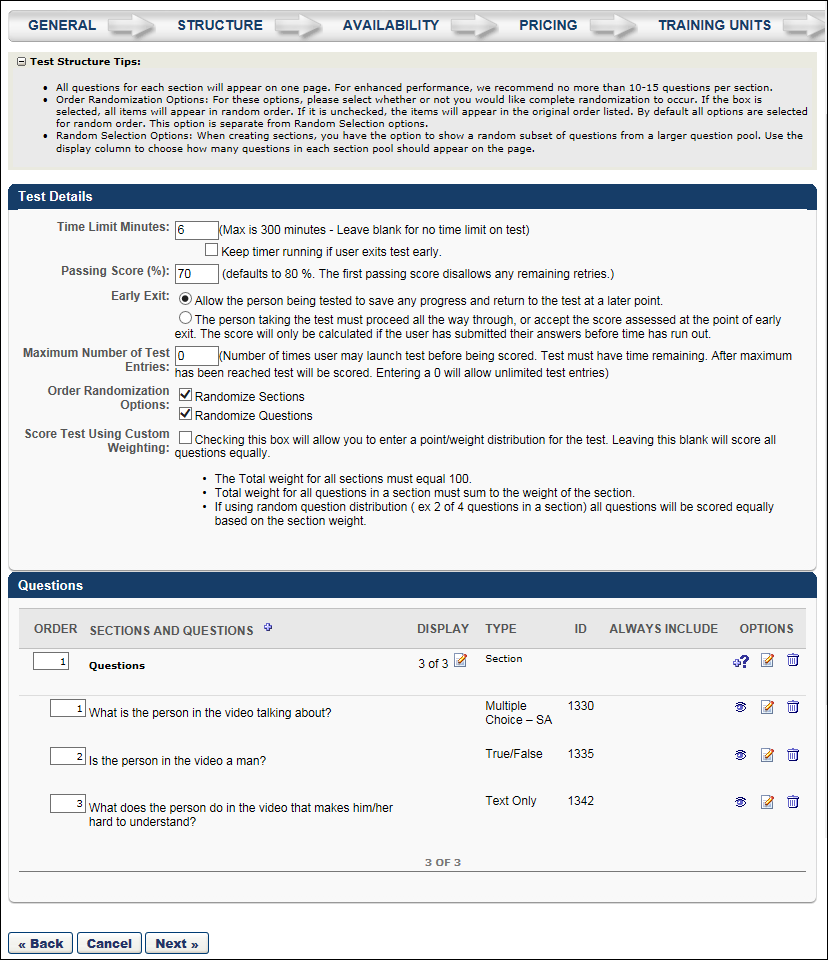 GENERAL STRUCTURE AVAILABILITY PRICING TRAINING UNITS
Test Structure Tips:
• All questions for each section will appear on one page. For enhanced performance, we recommend no more than 10-15 questions per section.
• Order Randomization Options: For these options, please select whether or not you would like complete randomization to occur. If the box is
selected, all items will appear in random order. If it is unchecked, the items will appear in the original order listed. By default all options are selected
for random order. This option is separate from Random Selection options.
• Random Selection Options: When creating sections, you have the option to show a random subset of questions from a larger question pool. Use the
display column to choose how many questions in each section pool should appear on the page.
Test Details
Time Limit Minutes: 6 (Max is 300 minutes - Leave blank for no time limit on test)
Keep timer running if user exits test early.
Passing Score (%): 70 (defaults to 80 %. The first passing score disallows any remaining retries.)
Early Exit: Allow the person being tested to save any progress and return to the test at a later point.
The person taking the test must proceed all the way through, or accept the score assessed at the point of early
exit. The score will only be calculated if the user has submitted their answers before time has run out.
Maximum Number of Test 0 (Number of times user may launch test before being scored. Test must have time remaining. After maximum
Entries: has been reached test will be scored. Entering a 0 will allow unlimited test entries)
Order Randomization Randomize Sections
Options: Randomize Questions
Score Test Using Custom Checking this box will allow you to enter a point/weight distribution for the test. Leaving this blank will score all
Weighting: questions equally.
• The Total weight for all sections must equal 100.
• Total weight for all questions in a section must sum to the weight of the section.
• If using random question distribution ( ex 2 of 4 questions in a section) all questions will be scored equally
based on the section weight.
Questions
ORDER SECTIONS AND QUESTIONS DISPLAY TYPE ID ALWAYS INCLUDE OPTIONS
1 Questions 3 of 3 Section
1 What is the person in the video talking about? Multiple 1330
Choice – SA
2 Is the person in the video a man? True/False 1335
3 What does the person do in the video that makes him/her Text Only 1342
hard to understand?
3 OF 3
« Back Cancel Next »